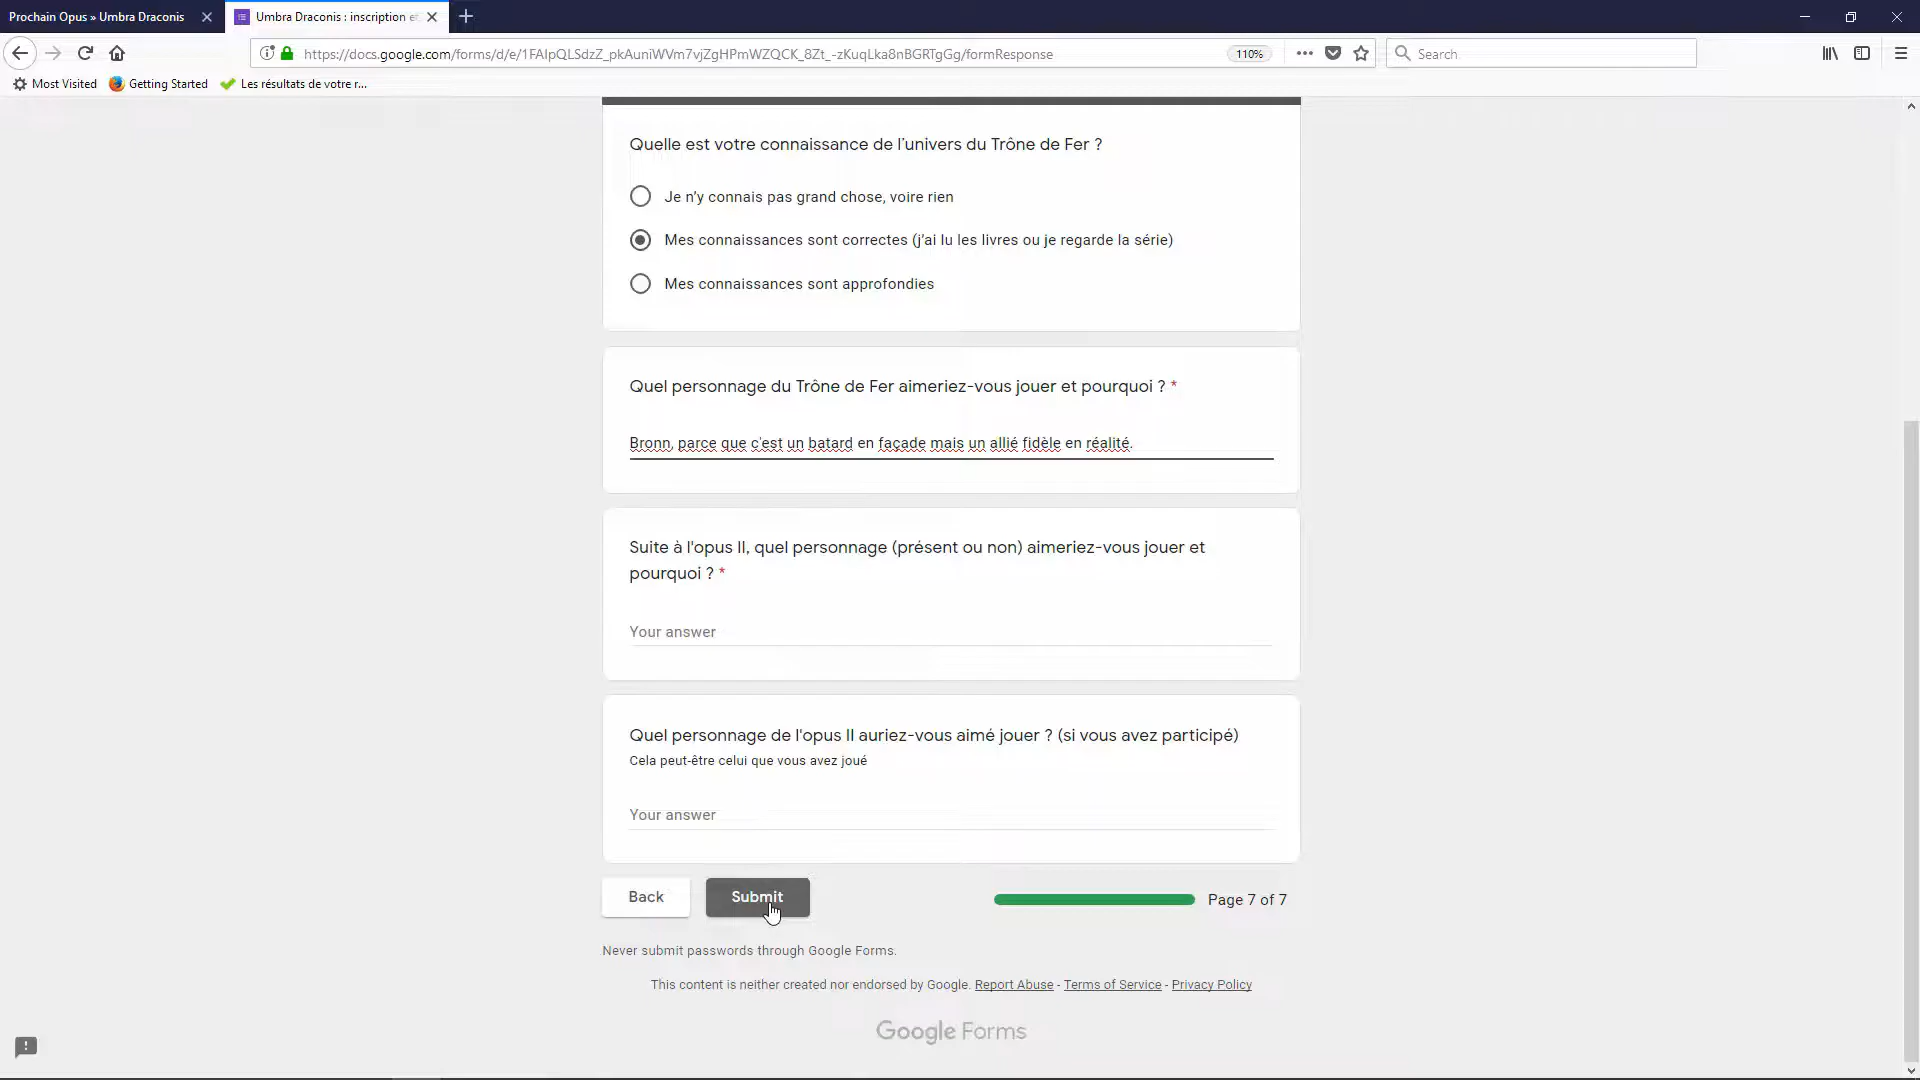 Prochain Opus » Umbra Draconis
Umbra Draconis : inscription et
https://docs.google.com/forms/d/e/1FAIpQLSdzZ_pkAuniWVm7vjZgHPmWZQCK_8Zt_-zKuqLka8nBGRTgGg/formResponse
110%
Search
Most Visited
Getting Started
Les résultats de votre r...
Quelle est votre connaissance de l'univers du Trône de Fer ?
Je n'y connais pas grand chose, voire rien
Mes connaissances sont correctes (j'ai lu les livres ou je regarde la série)
Mes connaissances sont approfondies
Quel personnage du Trône de Fer aimeriez-vous jouer et pourquoi ? *
Bronn, parce que c'est un batard en façade mais un allié fidèle en réalité.
Suite à l'opus II, quel personnage (présent ou non) aimeriez-vous jouer et
pourquoi ? *
Your answer
Quel personnage de l'opus II auriez-vous aimé jouer ? (si vous avez participé)
Cela peut-être celui que vous avez joué
Your answer
Back
Submit
Page 7 of 7
Never submit passwords through Google Forms.
This content is neither created nor endorsed by Google. Report Abuse - Terms of Service - Privacy Policy
Google Forms